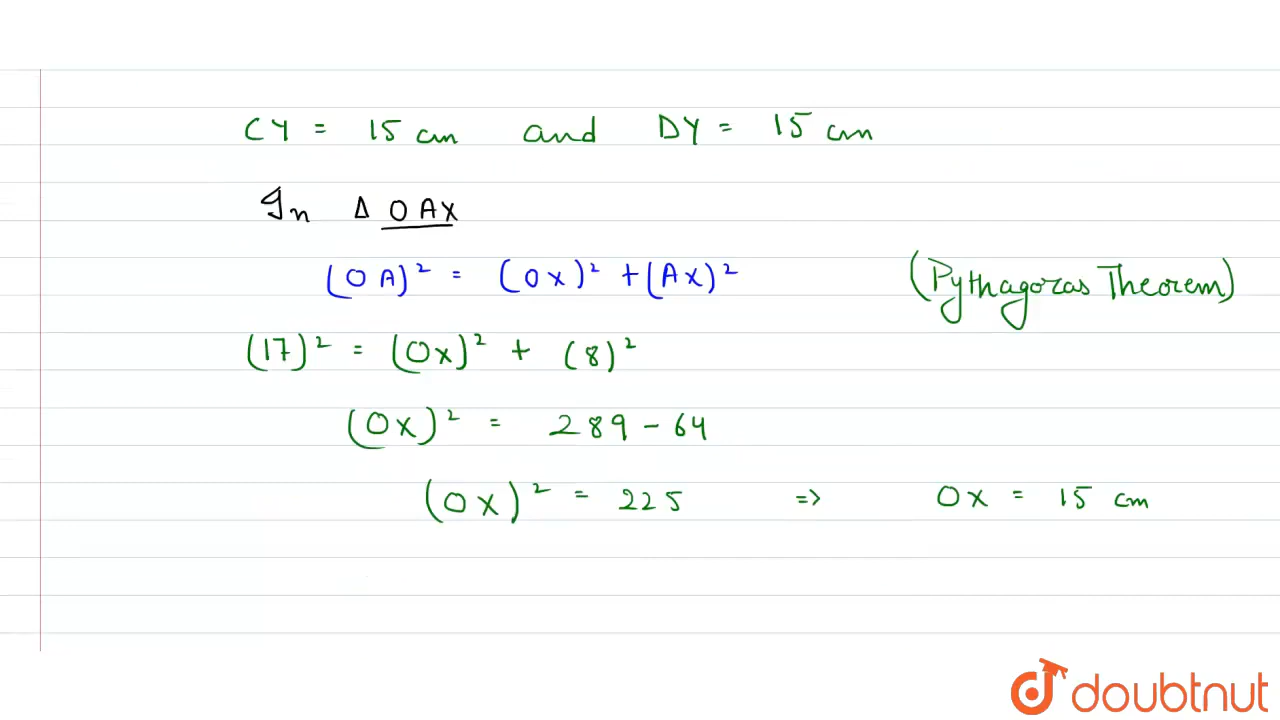 CY = 15 cm and DY = 15 cm
In Δ OAX
(OA)² = (OX)² + (AX)² (Pythagoras Theorem)
(17)² = (OX)² + (8)²
(OX)² = 289 - 64
(OX)² = 225 => OX = 15 cm
doubtnut